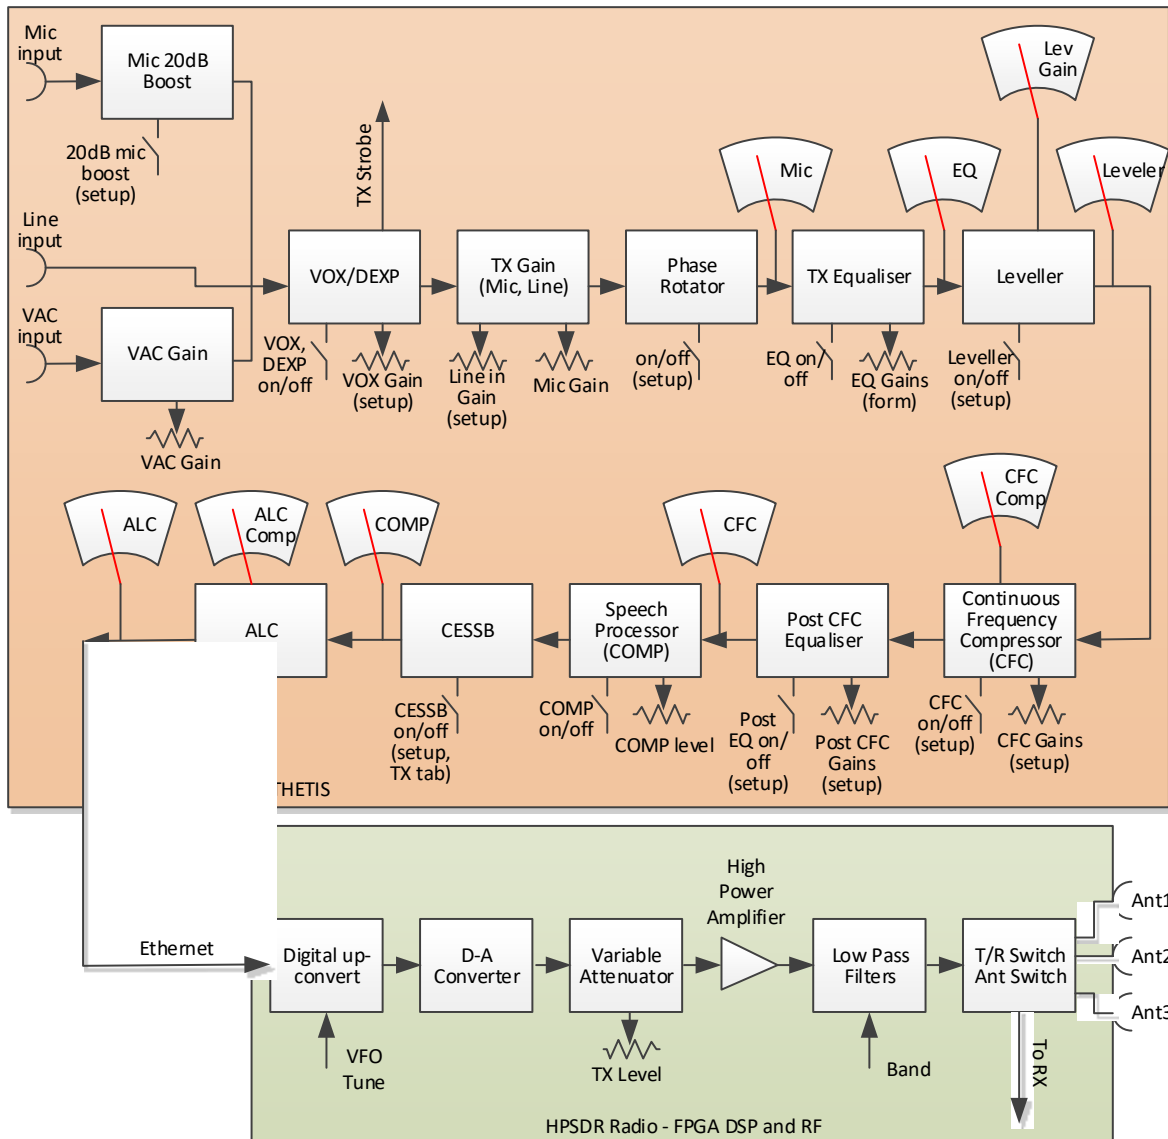 Mic
input
Mic 20dB
Boost
20dB mic
boost
(setup)
Line
input
VAC
input
VAC Gain
VAC Gain
TX Strobe
VOX/DEXP
VOX,
DEXP
on/off
VOX Gain
(setup)
TX Gain
(Mic, Line)
Line in
Gain
(setup)
Mic Gain
Phase
Rotator
on/off
(setup)
Mic
TX Equaliser
EQ on/
off
EQ Gains
(form)
EQ
Lev
Gain
Leveller
Leveller
on/off
(setup)
Leveler
CFC
Comp
Continuous
Frequency
Compressor
(CFC)
CFC
on/off
(setup)
CFC Gains
(setup)
Post CFC
Equaliser
Post
EQ on/
off
(setup)
Post CFC
Gains
(setup)
CFC
Speech
Processor
(COMP)
COMP
on/off
COMP level
CESSB
CESSB
on/off
(setup,
TX tab)
COMP
ALC
Comp
ALC
ALC
THETIS
Ethernet
Digital up-
convert
VFO
Tune
D-A
Converter
Variable
Attenuator
TX Level
High
Power
Amplifier
Low Pass
Filters
Band
T/R Switch
Ant Switch
To RX
Ant1
Ant2
Ant3
HPSDR Radio - FPGA DSP and RF